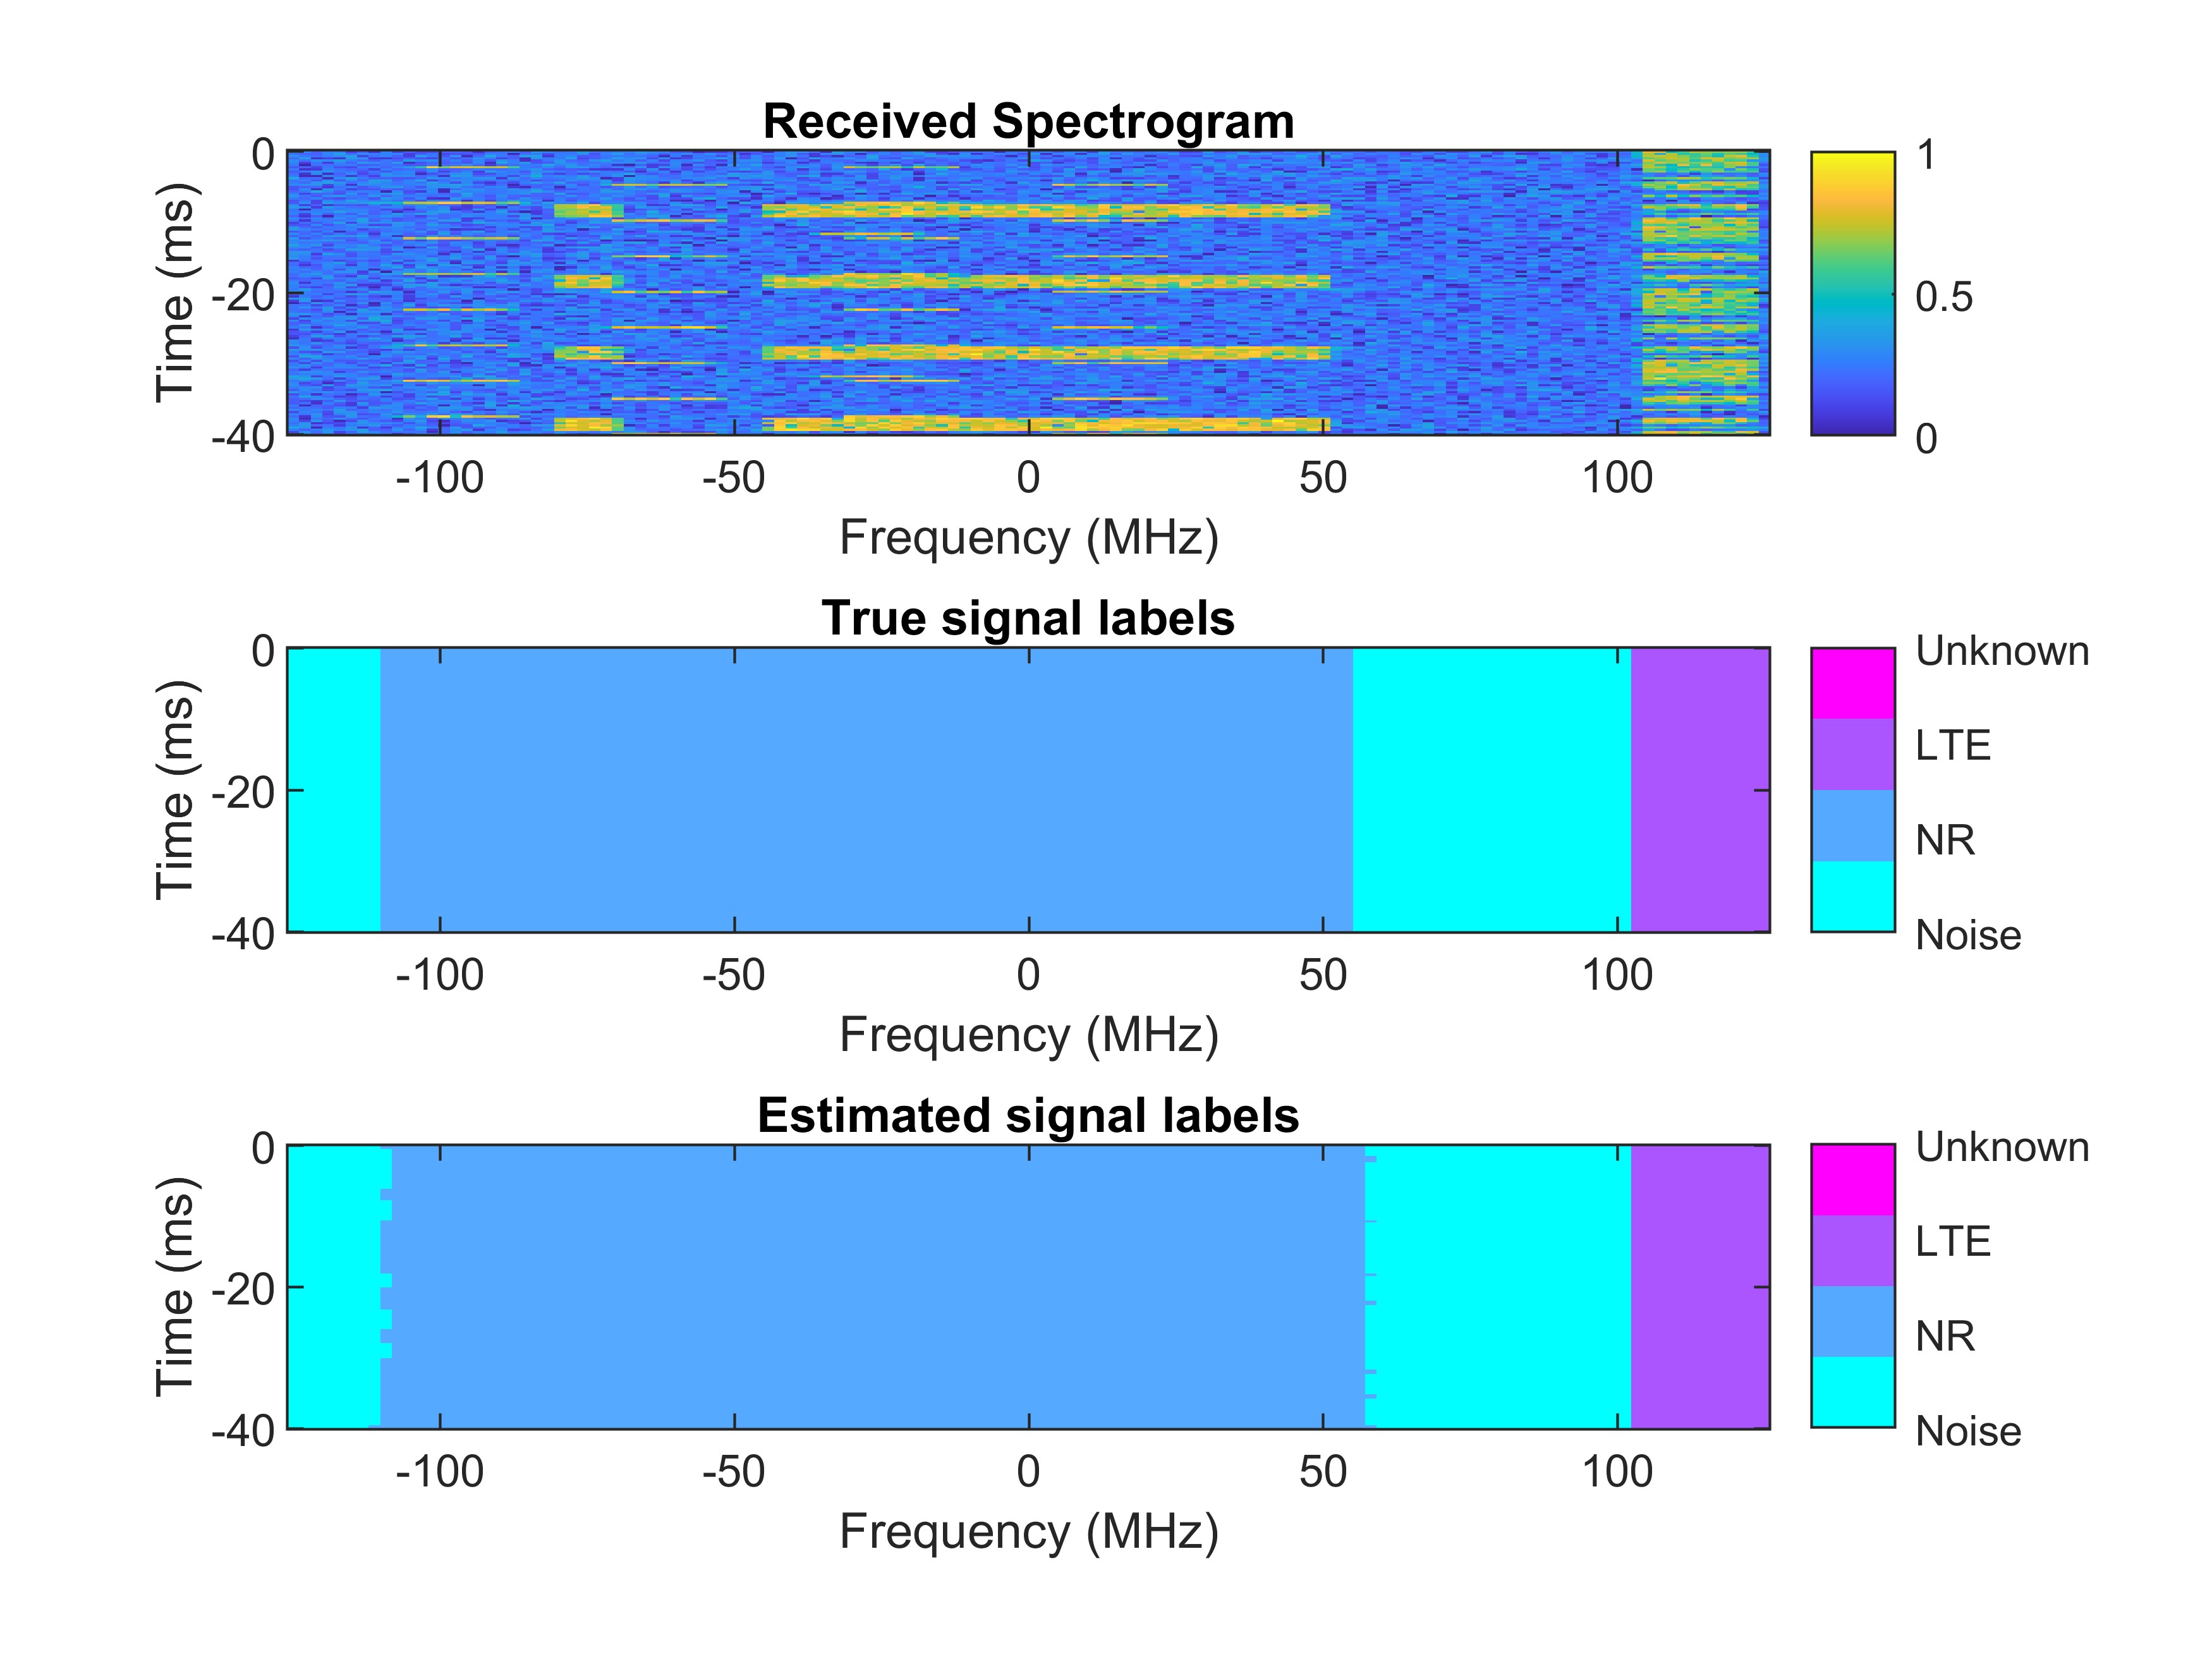 Received Spectrogram
0
-20
-40
Time (ms)
-100 -50 0 50 100
Frequency (MHz)
1
0.5
0
True signal labels
0
-20
-40
Time (ms)
-100 -50 0 50 100
Frequency (MHz)
Unknown
LTE
NR
Noise
Estimated signal labels
0
-20
-40
Time (ms)
-100 -50 0 50 100
Frequency (MHz)
Unknown
LTE
NR
Noise